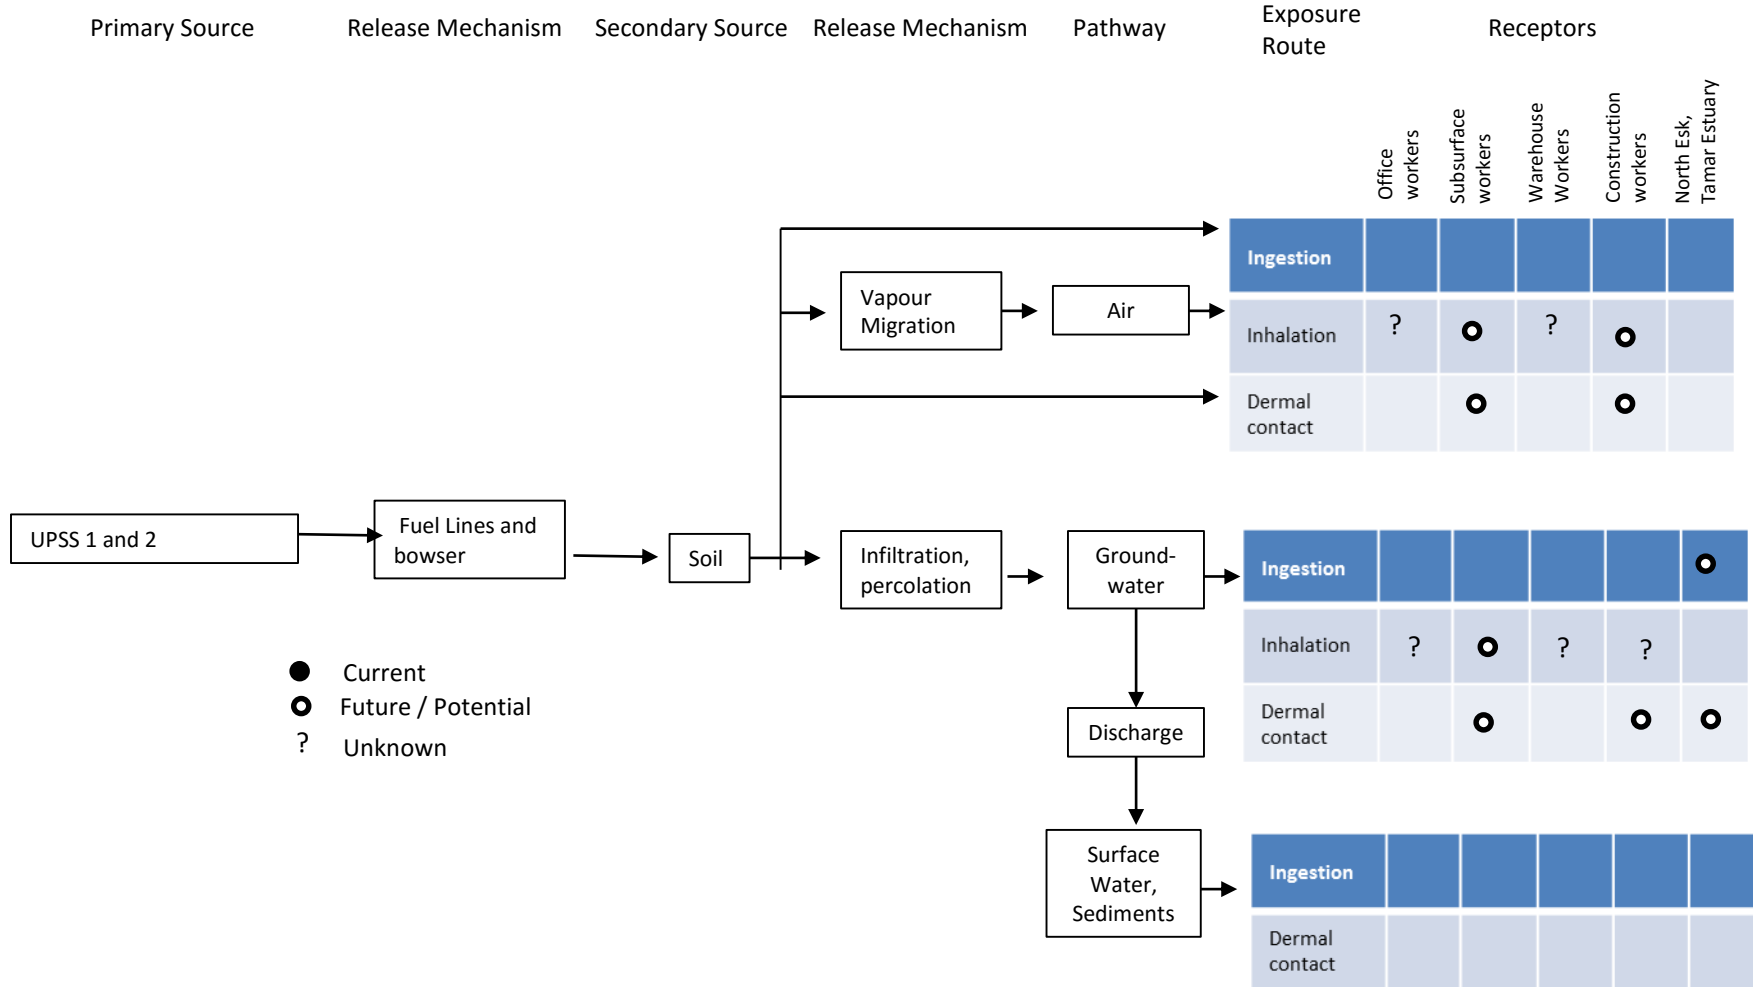 Primary Source
Release Mechanism
Secondary Source
Release Mechanism
Pathway
Exposure
Route
Receptors
Office
workers
Subsurface
workers
Warehouse
Workers
Construction
workers
North Esk,
Tamar Estuary
Ingestion
Vapour
Migration
Air
Inhalation
?
?
Dermal
contact
UPSS 1 and 2
Fuel Lines and
bowser
Soil
Infiltration,
percolation
Ground-
water
Ingestion
Inhalation
?
?
?
Dermal
contact
Current
Future / Potential
? Unknown
Discharge
Surface
Water,
Sediments
Ingestion
Dermal
contact